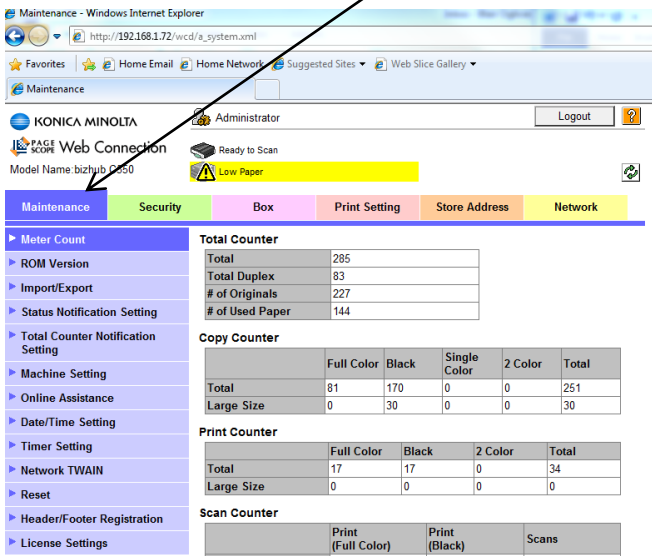 Maintenance - Windows Internet Explorer
http://192.168.1.72/wcd/a_system.xml
Favorites Home Email Home Network Suggested Sites Web Slice Gallery
Maintenance
KONICA MINOLTA Administrator Logout ?
PAGE SCOPE Web Connection Ready to Scan
Model Name:bizhub C550 Low Paper
Maintenance Security Box Print Setting Store Address Network
Meter Count
ROM Version
Import/Export
Status Notification Setting
Total Counter Notification
Setting
Machine Setting
Online Assistance
Date/Time Setting
Timer Setting
Network TWAIN
Reset
Header/Footer Registration
License Settings
Total Counter
Total 285
Total Duplex 83
# of Originals 227
# of Used Paper 144
Copy Counter
Full Color Black Single Color 2 Color Total
Total 81 170 0 0 251
Large Size 0 30 0 0 30
Print Counter
Full Color Black 2 Color Total
Total 17 17 0 34
Large Size 0 0 0 0
Scan Counter
Print (Full Color) Print (Black) Scans